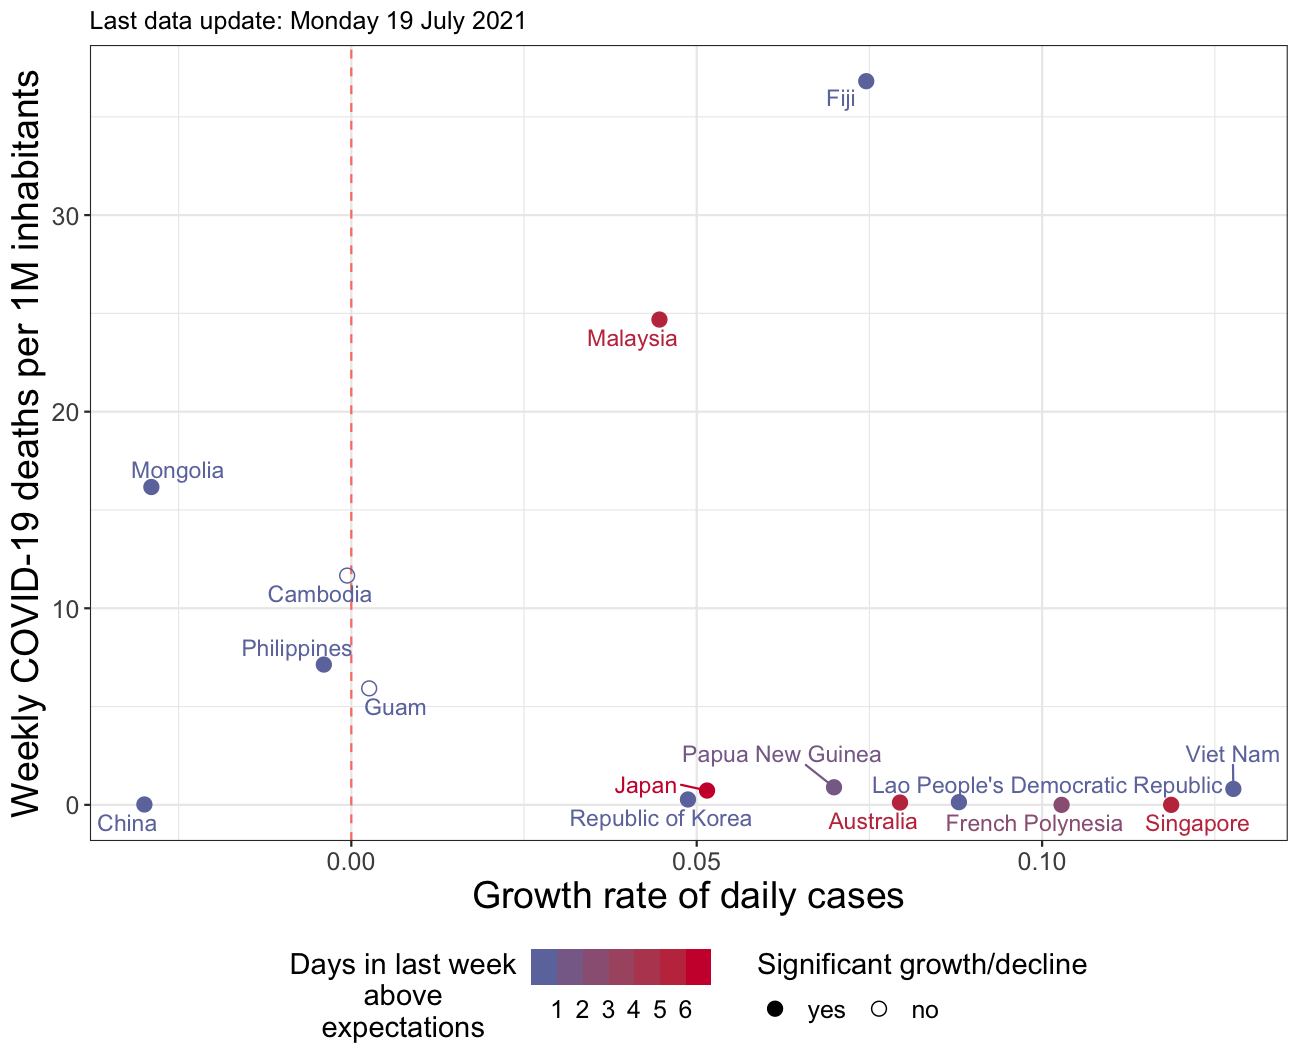 Last data update: Monday 19 July 2021
Weekly COVID-19 deaths per 1M inhabitants
30
20
10
0
Fiji
Malaysia
Mongolia
Cambodia
Philippines
Guam
Papua New Guinea
Viet Nam
Japan
Lao People's Democratic Republic
Republic of Korea
Australia
French Polynesia
Singapore
China
0.00
0.05
0.10
Growth rate of daily cases
Days in last week
above
expectations
1 2 3 4 5 6
Significant growth/decline
yes
no